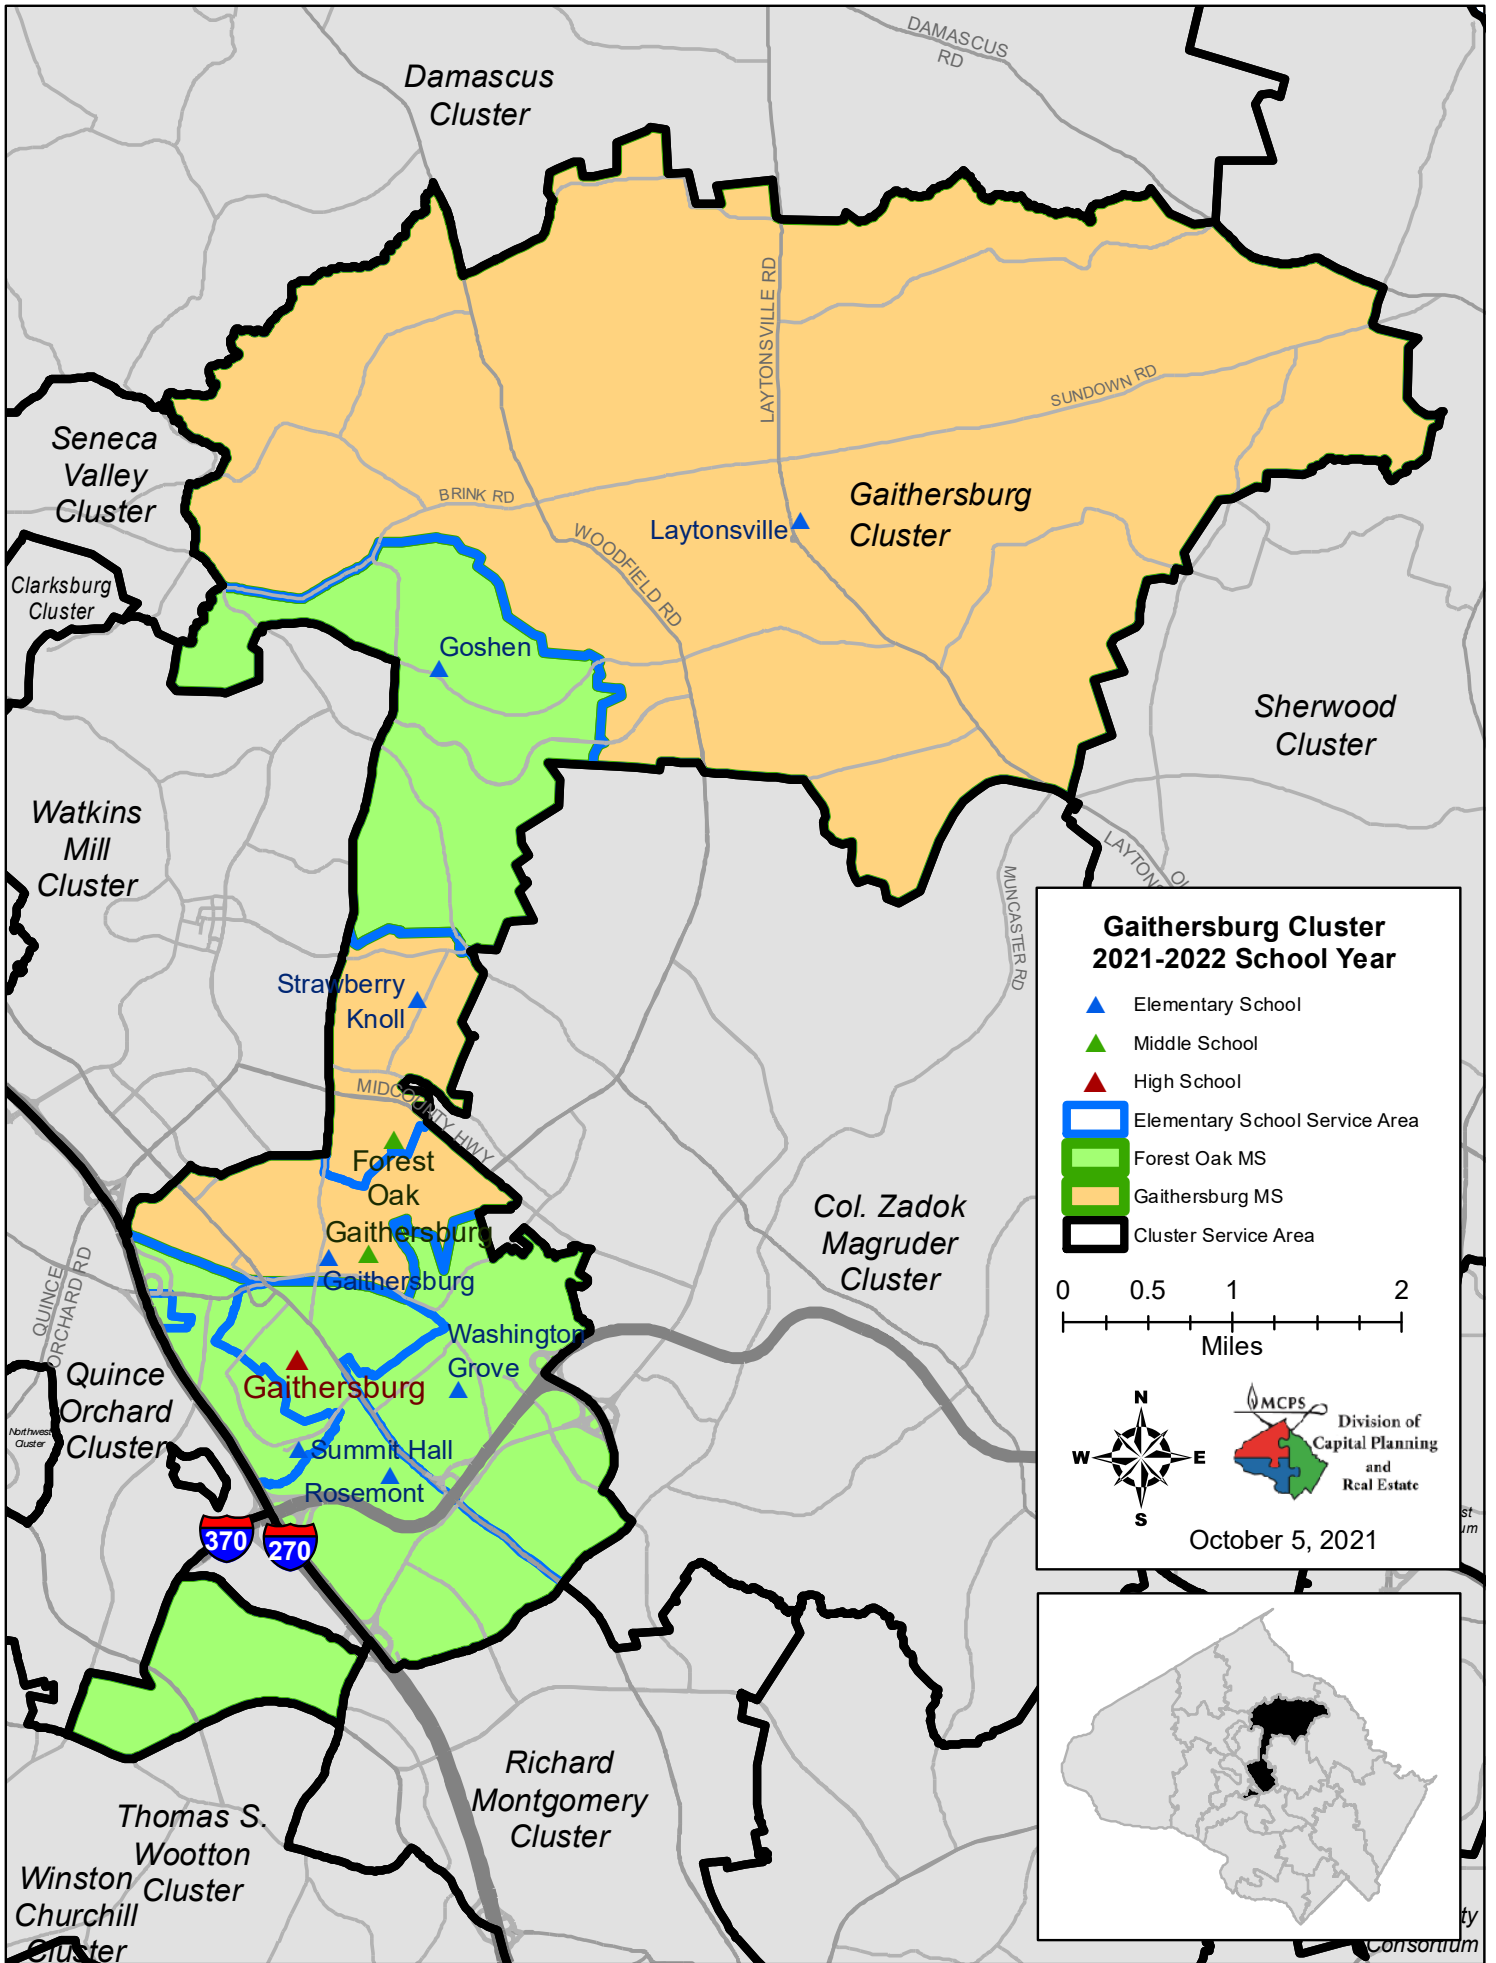 DAMASCUS
RD
Damascus
Cluster
LAYTONSVILLE RD
SUNDOWN RD
Seneca
Valley
Cluster
BRINK RD
Gaithersburg
Cluster
Laytonsville
WOODFIELD RD
Clarksburg
Cluster
Goshen
Sherwood
Cluster
Watkins
Mill
Cluster
MUNCASTER RD
Strawberry
Knoll
MIDCOUNTY HWY
Forest
Oak
Gaithersburg
Gaithersburg
Col. Zadok
Magruder
Cluster
QUINCE
ORCHARD RD
Washington
Grove
Quince
Orchard
Cluster
Northwest
Cluster
Gaithersburg
Summit Hall
Rosemont
370
270
Richard
Montgomery
Cluster
Thomas S.
Wootton
Cluster
Winston
Churchill
Cluster
Gaithersburg Cluster
2021-2022 School Year
Elementary School
Middle School
High School
Elementary School Service Area
Forest Oak MS
Gaithersburg MS
Cluster Service Area
0 0.5 1 2
Miles
N
W E
S
MCPS
Division of
Capital Planning
and
Real Estate
October 5, 2021
Consortium